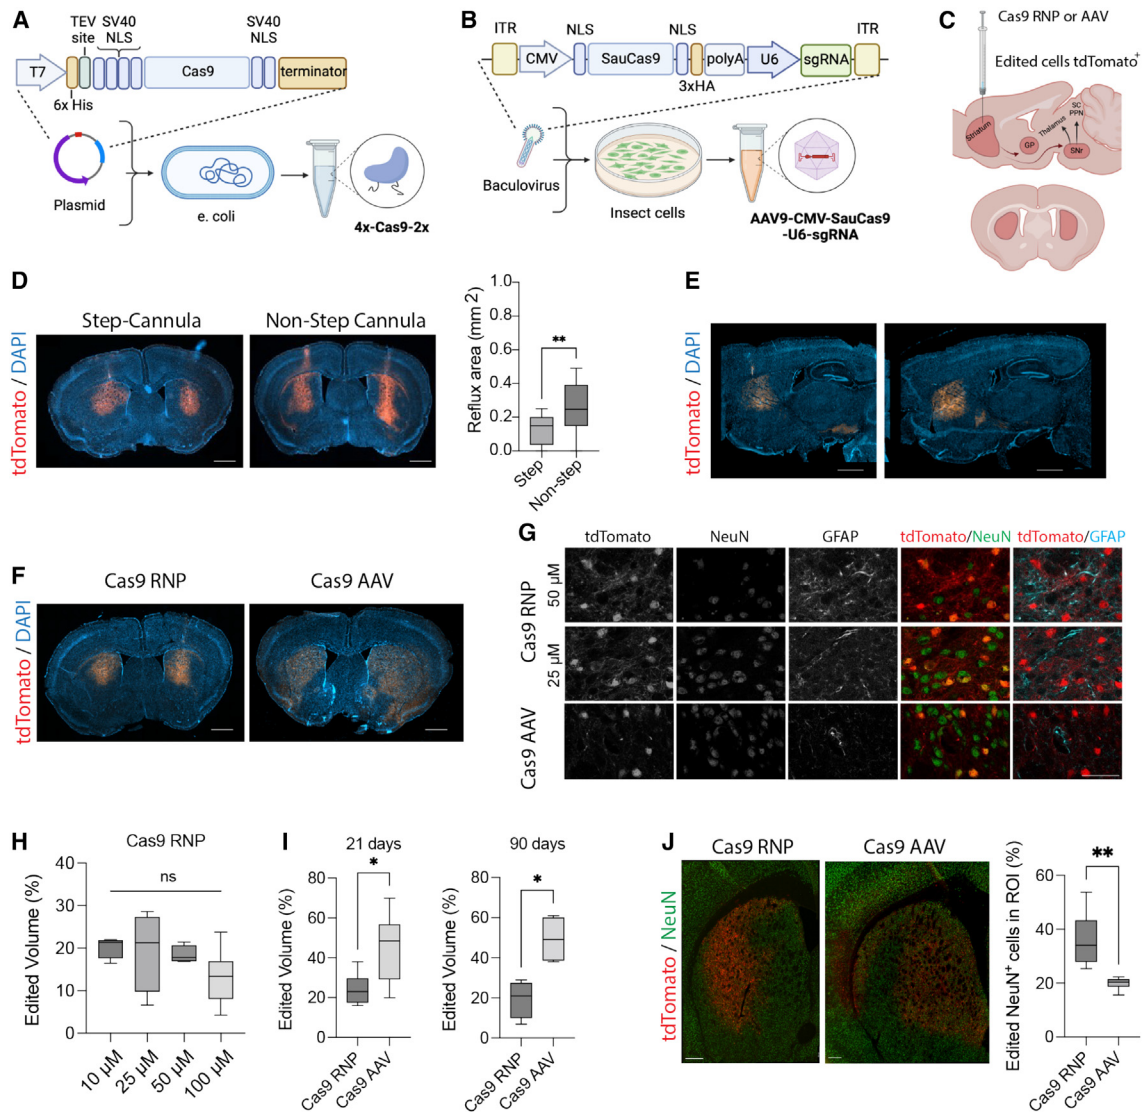 A
TEV
site
SV40
NLS
SV40
NLS
T7
Cas9
terminator
6x His
Plasmid
e. coli
4x-Cas9-2x
B
ITR
NLS
NLS
ITR
CMV
SauCas9
polyA
U6
sgRNA
3xHA
Baculovirus
Insect cells
AAV9-CMV-SauCas9
-U6-sgRNA
C
Cas9 RNP or AAV
Edited cells tdTomato+
Striatum
GP
Thalamus
SC
PPN
SNr
D
Step-Cannula
Non-Step Cannula
tdTomato / DAPI
Reflux area (mm 2)
1.0
0.8
0.6
0.4
0.2
0.0
**
Step
Non-step
E
tdTomato / DAPI
F
Cas9 RNP
Cas9 AAV
tdTomato / DAPI
G
tdTomato
NeuN
GFAP
tdTomato/NeuN
tdTomato/GFAP
Cas9 RNP
50 µM
25 µM
Cas9 AAV
H
Cas9 RNP
Edited Volume (%)
40
30
20
10
0
ns
10 µM
25 µM
50 µM
100 µM
I
21 days
Edited Volume (%)
80
60
40
20
0
*
Cas9 RNP
Cas9 AAV
90 days
Edited Volume (%)
80
60
40
20
0
*
Cas9 RNP
Cas9 AAV
J
Cas9 RNP
Cas9 AAV
tdTomato / NeuN
Edited NeuN+ cells in ROI (%)
60
40
20
0
**
Cas9 RNP
Cas9 AAV